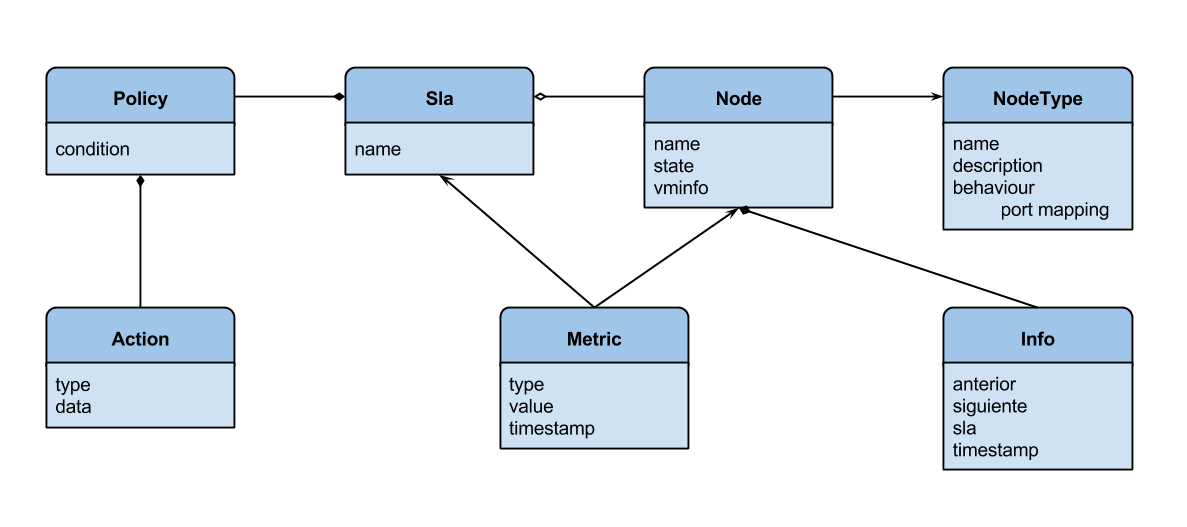 Policy
condition
Sla
name
Node
name
state
vminfo
NodeType
name
description
behaviour
port mapping
Action
type
data
Metric
type
value
timestamp
Info
anterior
siguiente
sla
timestamp